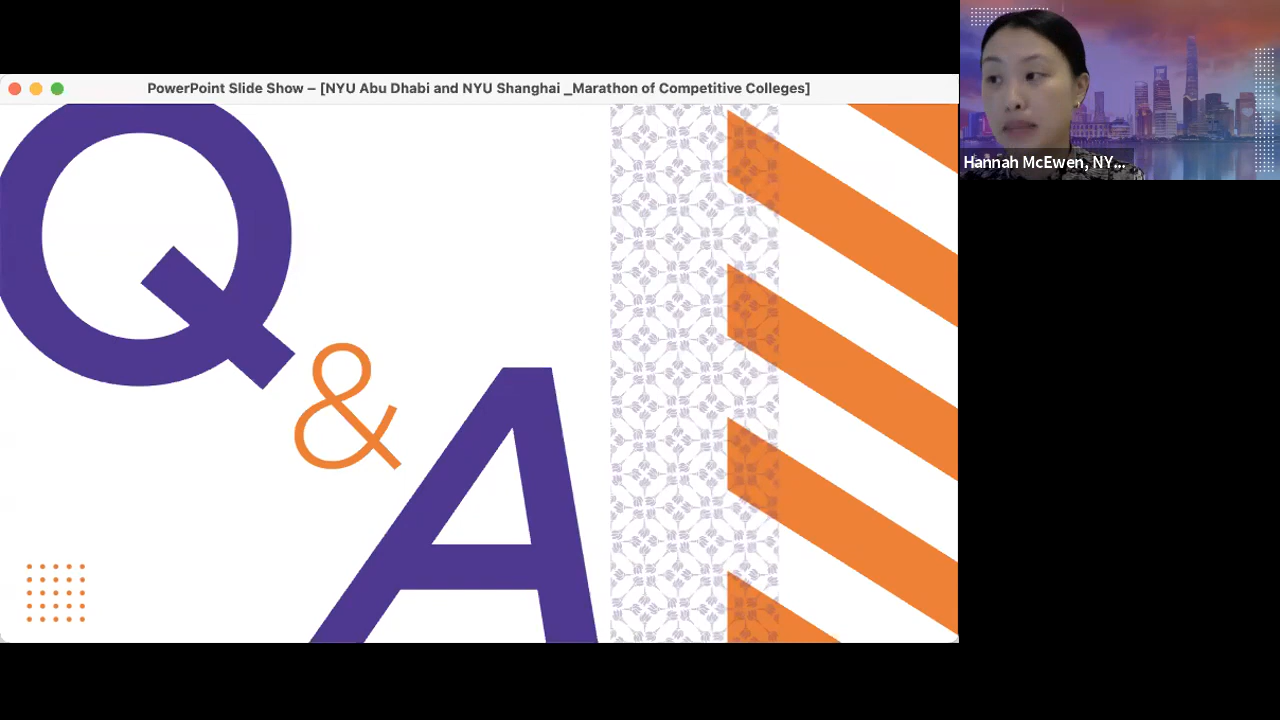 PowerPoint Slide Show – [NYU Abu Dhabi and NYU Shanghai _Marathon of Competitive Colleges]
Hannah McEwen, NY...
Q
&
A